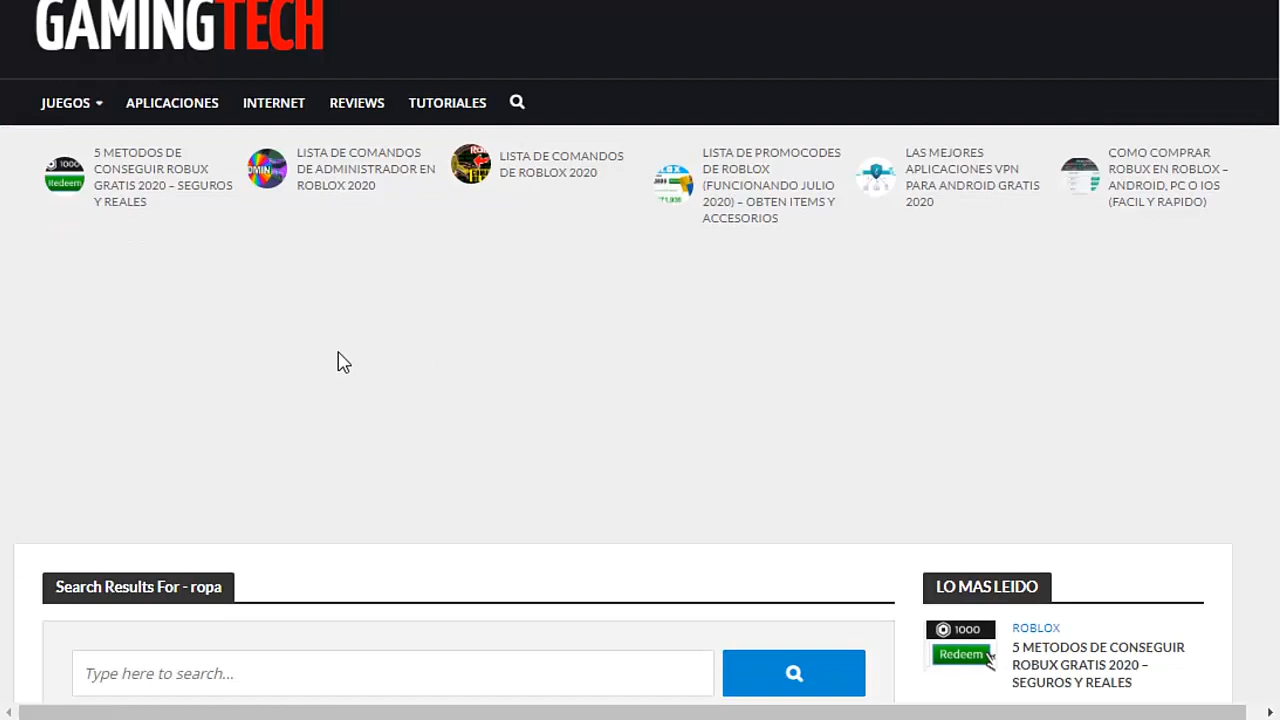 GAMINGTECH
JUEGOS
APLICACIONES
INTERNET
REVIEWS
TUTORIALES
5 METODOS DE
CONSEGUIR ROBUX
GRATIS 2020 – SEGUROS
Y REALES
LISTA DE COMANDOS
DE ADMINISTRADOR EN
ROBLOX 2021
LISTA DE COMANDOS
DE ROBLOX 2020
LISTA DE PROMOCODES
DE ROBLOX
(FUNCIONANDO JULIO
2020) – OBTEN ITEMS Y
ACCESORIOS
LAS MEJORES
APLICACIONES VPN
PARA ANDROID GRATIS
2020
COMO COMPRAR
ROBUX EN ROBLOX –
ANDROID, PC O IOS
(FACIL Y RAPIDO)
1000
Redeem
Search Results For - ropa
Type here to search...
LO MAS LEIDO
1000
Redeem
ROBLOX
5 METODOS DE CONSEGUIR
ROBUX GRATIS 2020 –
SEGUROS Y REALES